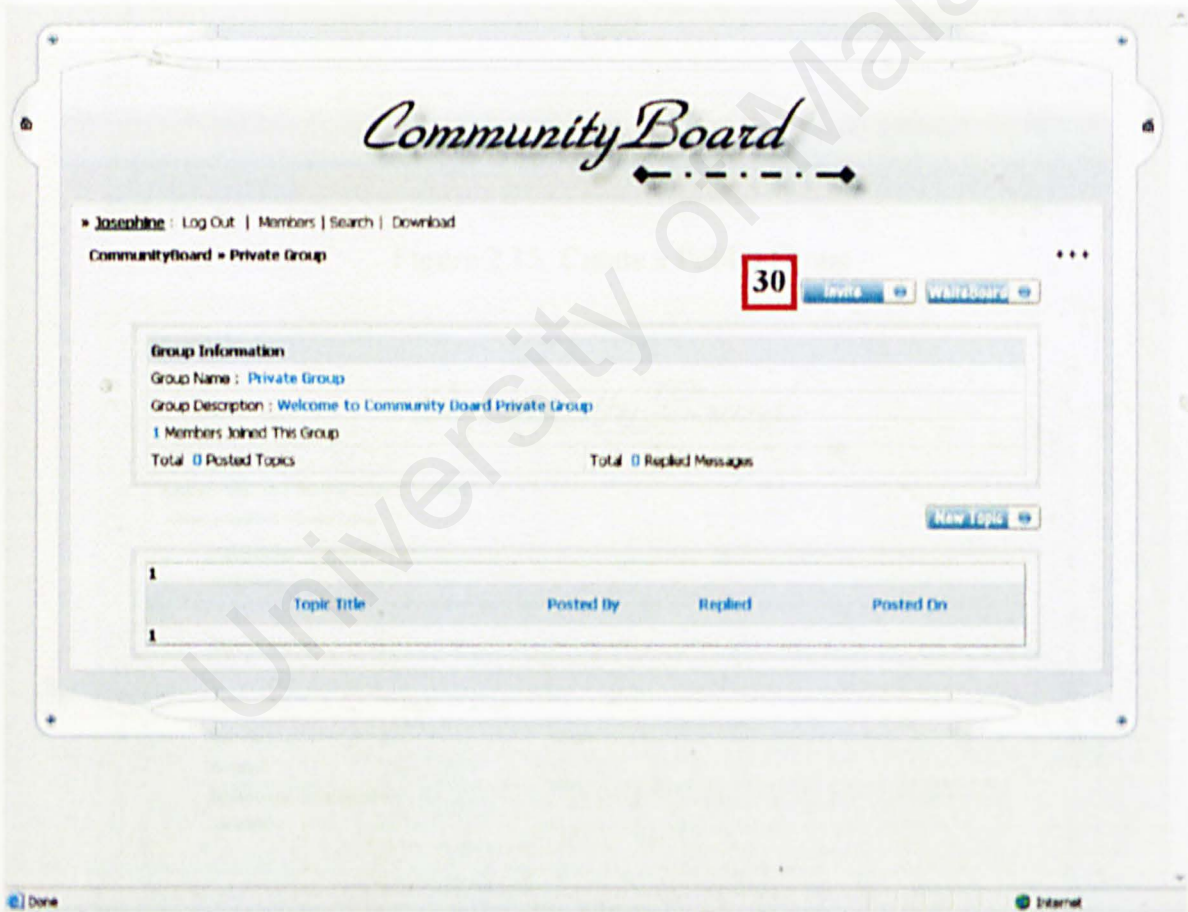 Community Board
» Josephine : Log Out | Members | Search | Download
CommunityBoard » Private Group
30 Invite WhiteBoard
Group Information
Group Name : Private Group
Group Description : Welcome to Community Board Private Group
1 Members Joined This Group
Total 0 Posted Topics Total 0 Replied Messages
New Topic
1
Topic Title Posted By Replied Posted On
1
Done Internet
University of Mala